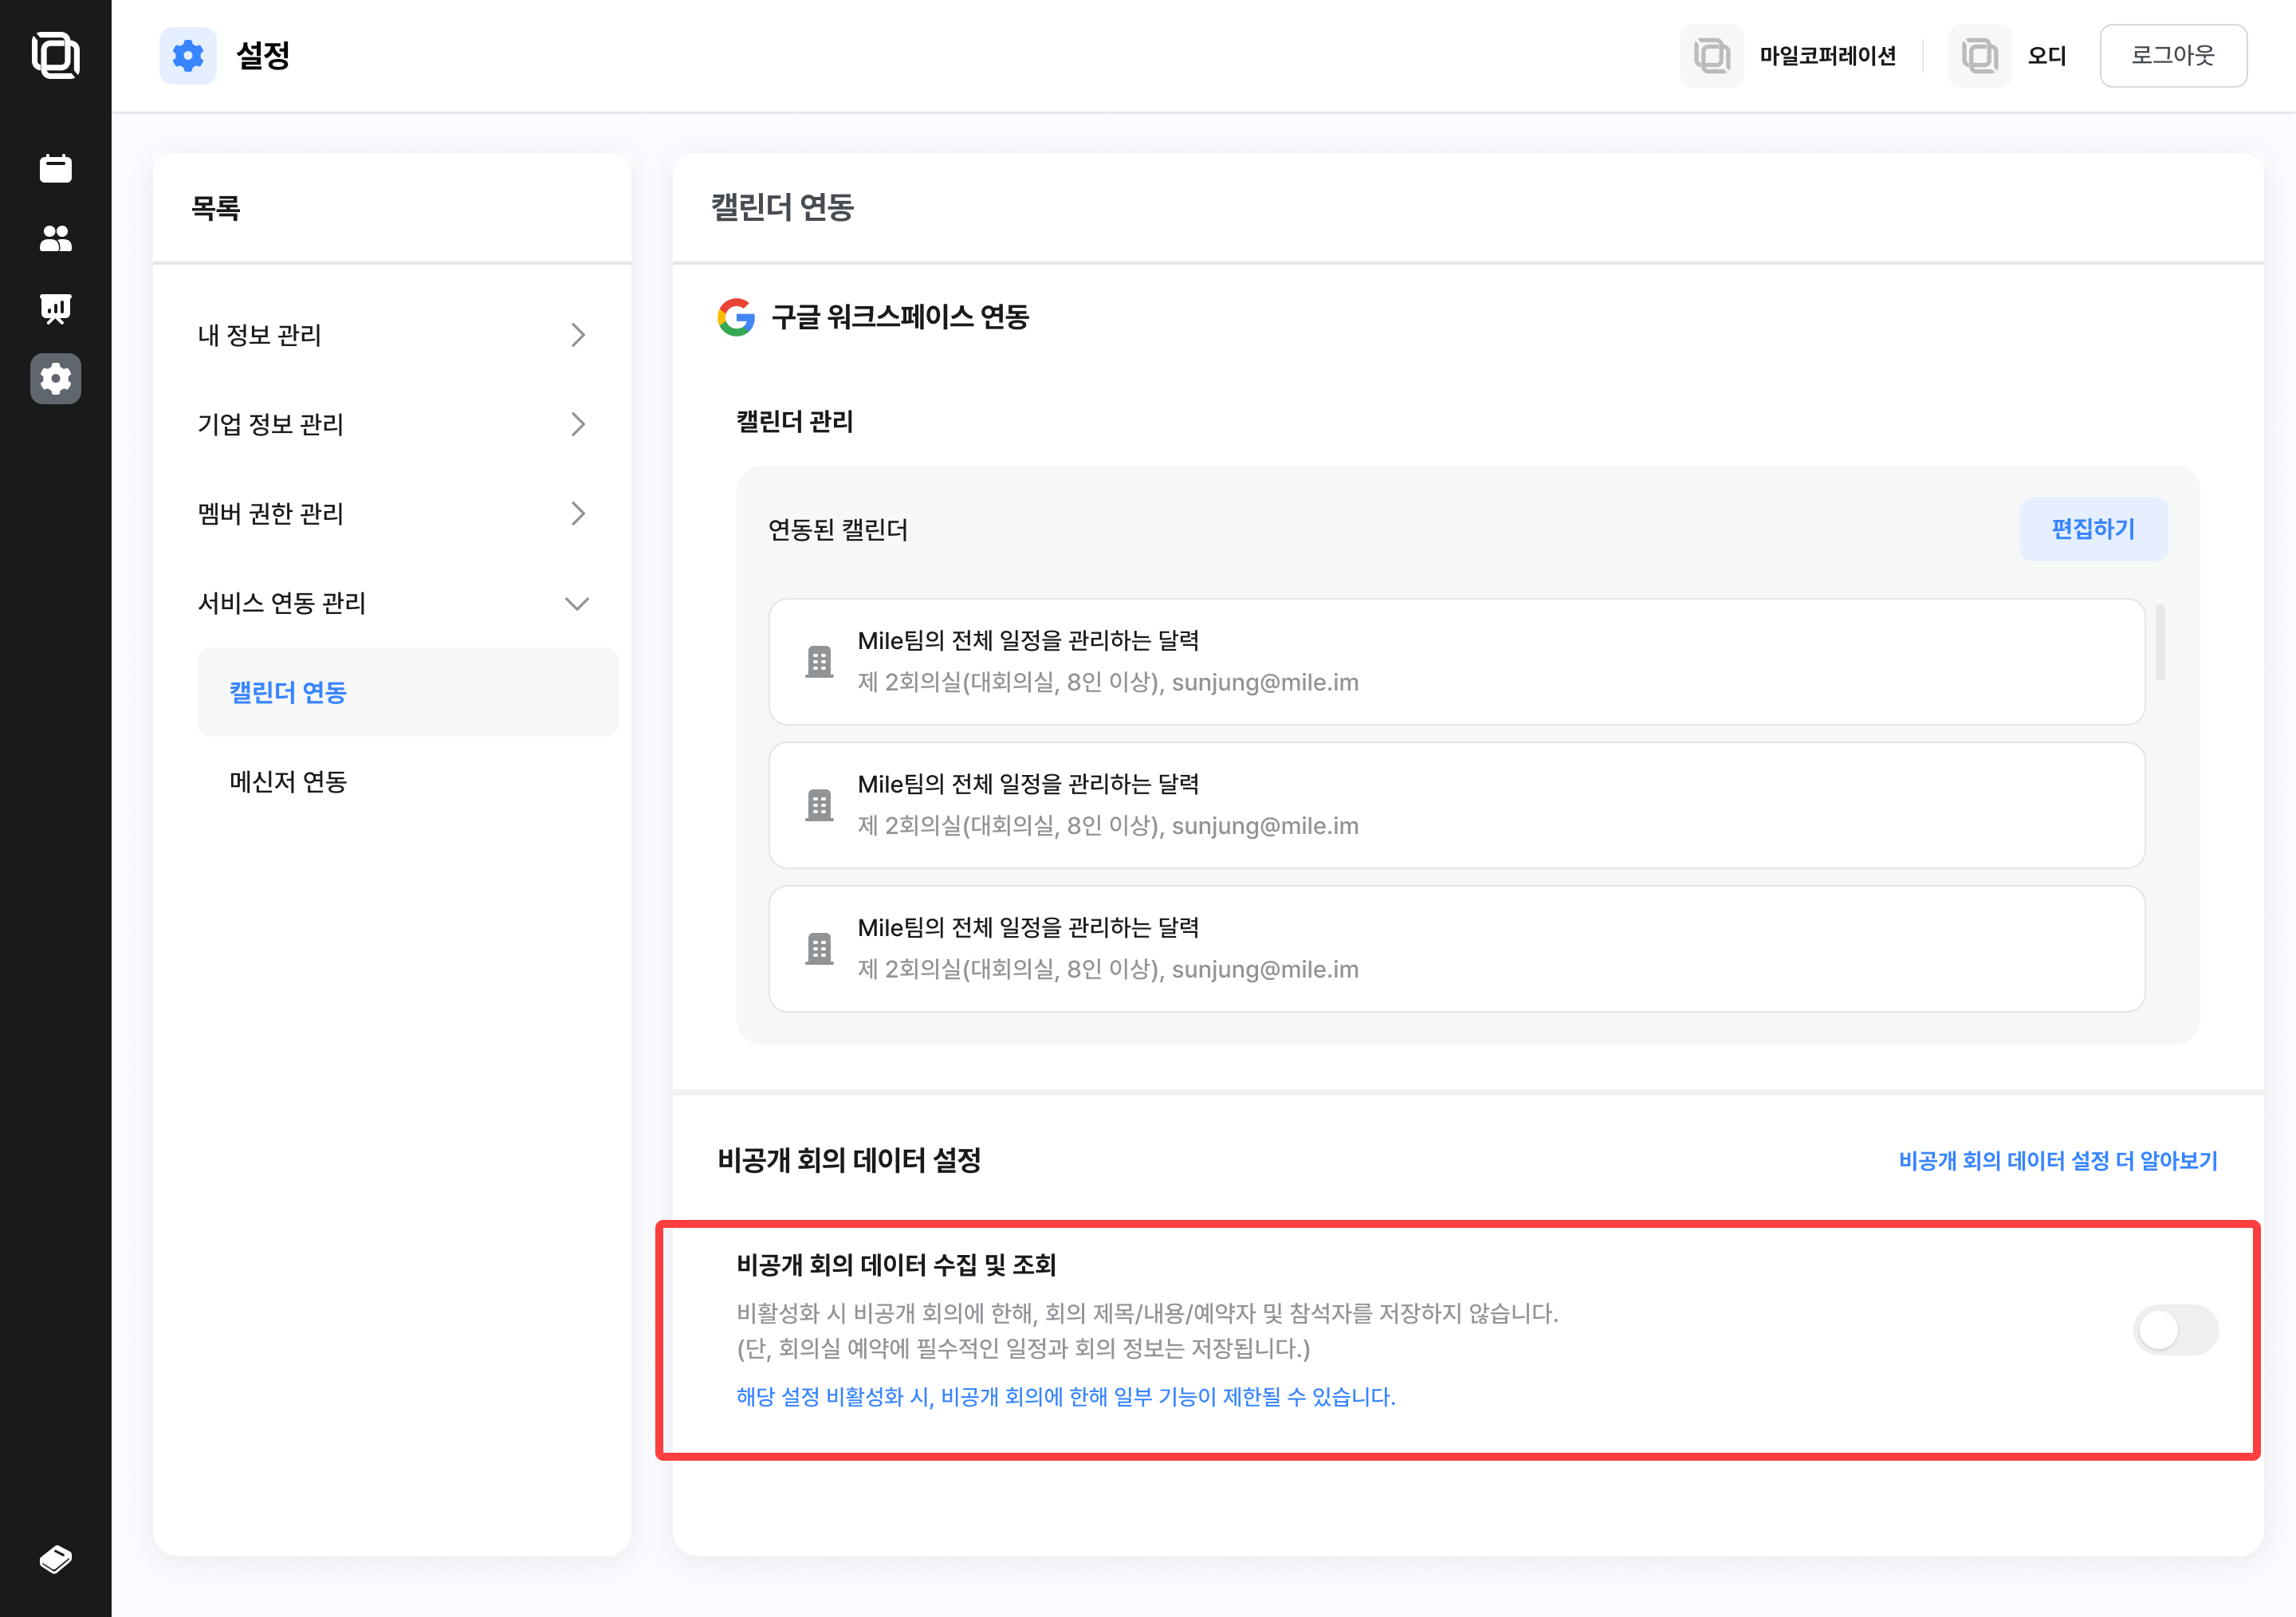 설정
마일코퍼레이션
오디
로그아웃
목록
내 정보 관리
기업 정보 관리
멤버 권한 관리
서비스 연동 관리
캘린더 연동
메신저 연동
캘린더 연동
구글 워크스페이스 연동
캘린더 관리
연동된 캘린더
편집하기
Mile팀의 전체 일정을 관리하는 달력
제 2회의실(대회의실, 8인 이상), sunjung@mile.im
Mile팀의 전체 일정을 관리하는 달력
제 2회의실(대회의실, 8인 이상), sunjung@mile.im
Mile팀의 전체 일정을 관리하는 달력
제 2회의실(대회의실, 8인 이상), sunjung@mile.im
비공개 회의 데이터 설정
비공개 회의 데이터 설정 더 알아보기
비공개 회의 데이터 수집 및 조회
비활성화 시 비공개 회의에 한해, 회의 제목/내용/예약자 및 참석자를 저장하지 않습니다.
(단, 회의실 예약에 필수적인 일정과 회의 정보는 저장됩니다.)
해당 설정 비활성화 시, 비공개 회의에 한해 일부 기능이 제한될 수 있습니다.